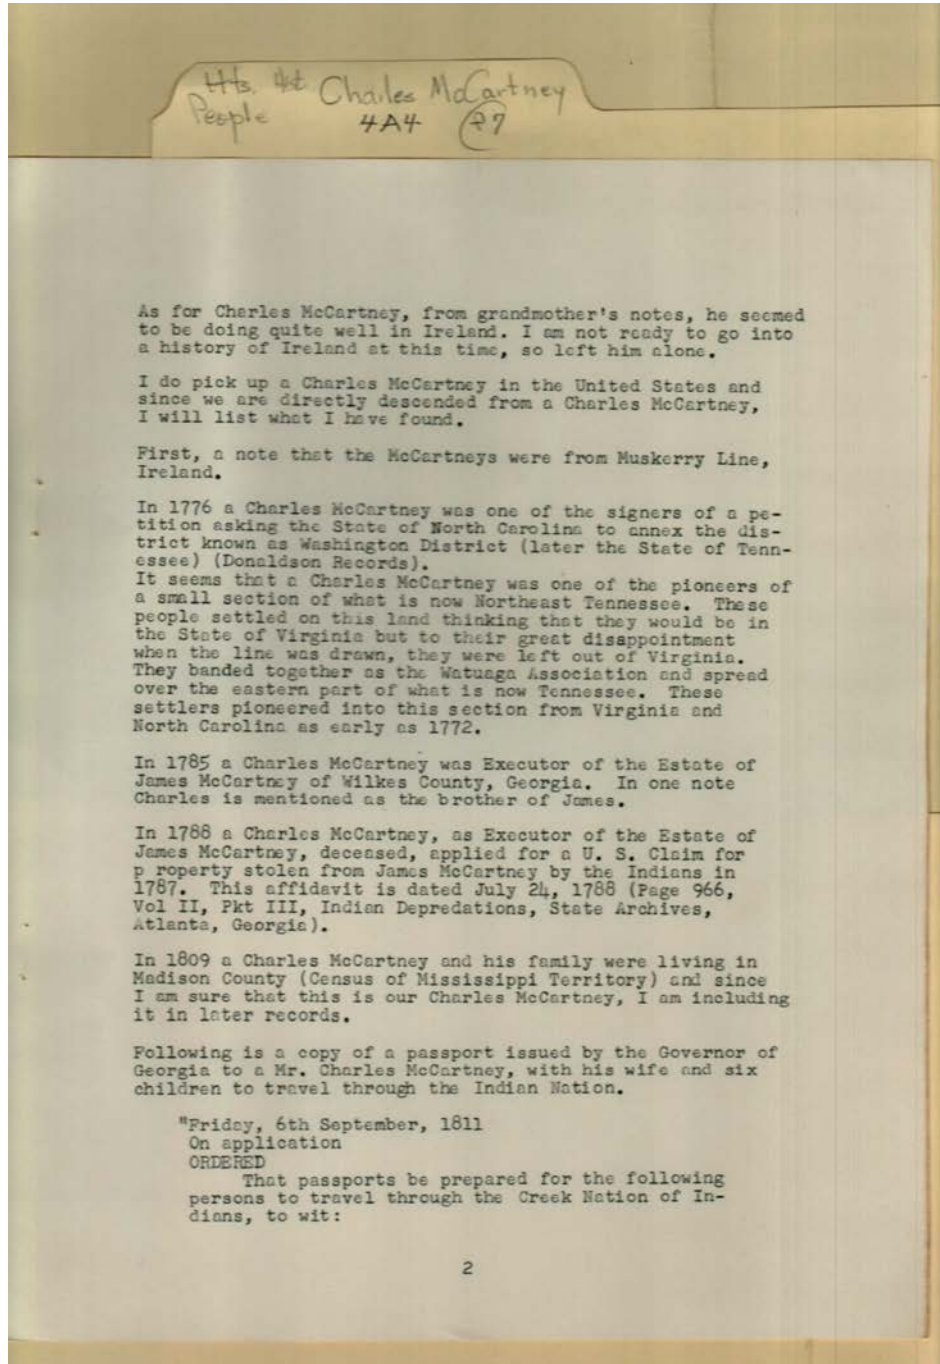 Hts. 4st Charles McCartney
People 4A4 P7
As for Charles McCartney, from grandmother's notes, he seemed
to be doing quite well in Ireland. I am not ready to go into
a history of Ireland at this time, so left him alone.
I do pick up a Charles McCartney in the United States and
since we are directly descended from a Charles McCartney,
I will list what I have found.
First, a note that the McCartneys were from Muskerry Line,
Ireland.
In 1776 a Charles McCartney was one of the signers of a pe-
tition asking the State of North Carolina to annex the dis-
trict known as Washington District (later the State of Tenn-
essee) (Donaldson Records).
It seems that a Charles McCartney was one of the pioneers of
a small section of what is now Northeast Tennessee. These
people settled on this land thinking that they would be in
the State of Virginia but to their great disappointment
when the line was drawn, they were left out of Virginia.
They banded together as the Watuaga Association and spread
over the eastern part of what is now Tennessee. These
settlers pioneered into this section from Virginia and
North Carolina as early as 1772.
In 1785 a Charles McCartney was Executor of the Estate of
James McCartney of Wilkes County, Georgia. In one note
Charles is mentioned as the brother of James.
In 1788 a Charles McCartney, as Executor of the Estate of
James McCartney, deceased, applied for a U. S. Claim for
p roperty stolen from James McCartney by the Indians in
1787. This affidavit is dated July 24, 1788 (Page 966,
Vol II, Pkt III, Indian Depredations, State Archives,
Atlanta, Georgia).
In 1809 a Charles McCartney and his family were living in
Madison County (Census of Mississippi Territory) and since
I am sure that this is our Charles McCartney, I am including
it in later records.
Following is a copy of a passport issued by the Governor of
Georgia to a Mr. Charles McCartney, with his wife and six
children to travel through the Indian Nation.
"Friday, 6th September, 1811
On application
ORDERED
That passports be prepared for the following
persons to travel through the Creek Nation of In-
dians, to wit:
2